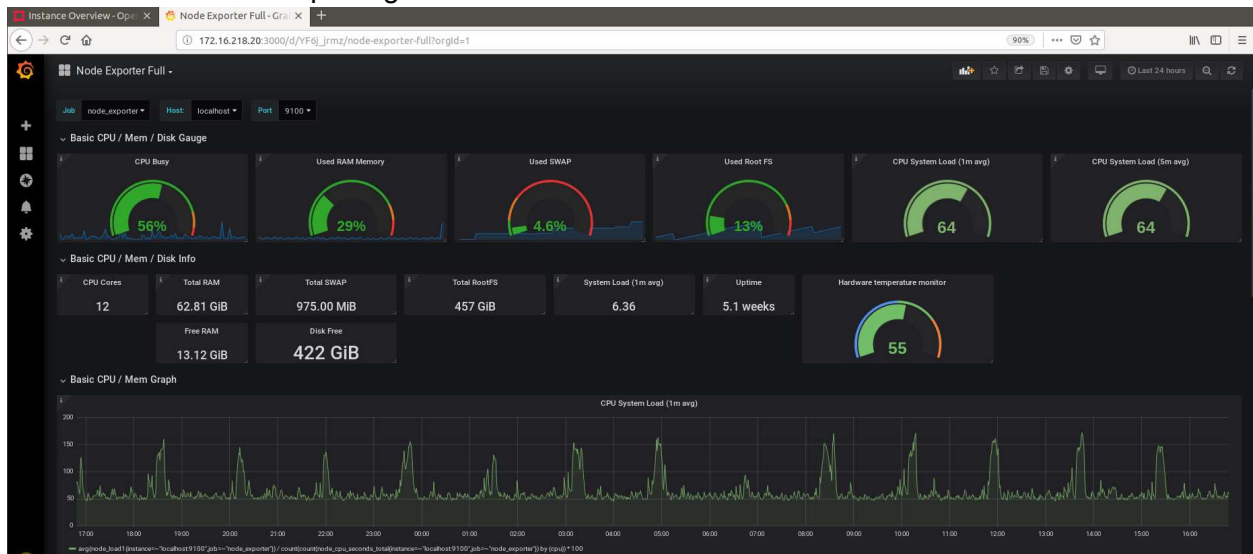 Instance Overview - Ope
Node Exporter Full - Gra
172.16.218.20:3000/d/YF6j_jrmz/node-exporter-full?orgId=1
90%
Node Exporter Full
Last 24 hours
Job node_exporter Host: localhost Port 9100
Basic CPU / Mem / Disk Gauge
CPU Busy Used RAM Memory Used SWAP Used Root FS CPU System Load (1m avg) CPU System Load (5m avg)
56% 29% 4.6% 13% 64 64
Basic CPU / Mem / Disk Info
CPU Cores Total RAM Total SWAP Total RootFS System Load (1m avg) Uptime Hardware temperature monitor
12 62.81 GiB 975.00 MiB 457 GiB 6.36 5.1 weeks
Free RAM Disk Free
13.12 GiB 422 GiB 55
Basic CPU / Mem Graph
CPU System Load (1m avg)
200
150
100
50
0
17:00 18:00 19:00 20:00 21:00 22:00 23:00 00:00 01:00 02:00 03:00 04:00 05:00 06:00 07:00 08:00 09:00 10:00 11:00 12:00 13:00 14:00 15:00 16:00
avg(node_load1{instance=~"localhost:9100",job=~"node_exporter"}) / count(count(node_cpu_seconds_total{instance=~"localhost:9100",job=~"node_exporter"}) by (cpu)) * 100